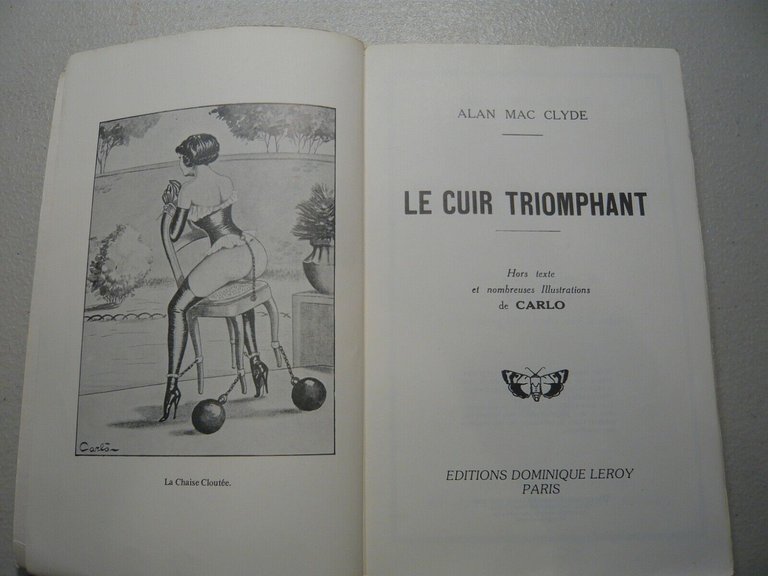 Carlò
La Chaise Cloutée.
ALAN MAC CLYDE
LE CUIR TRIOMPHANT
Hors texte
et nombreuses Illustrations
de CARLO
EDITIONS DOMINIQUE LEROY
PARIS